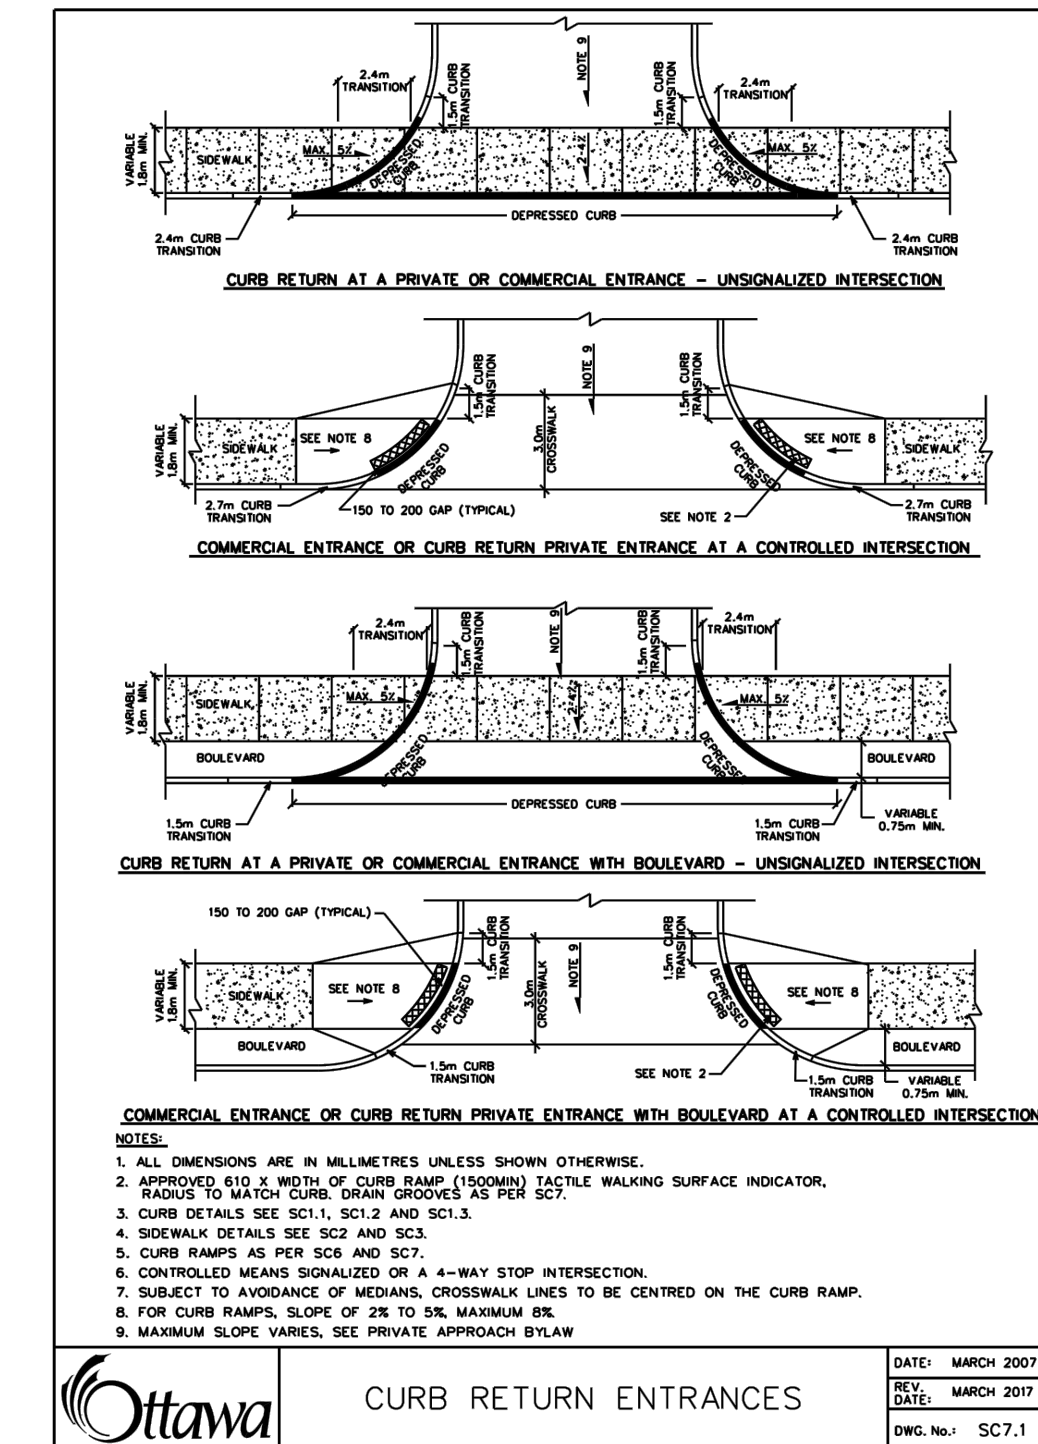 2.4m
TRANSITION
1.5m CURB
TRANSITION
NOTE 9
1.5m CURB
TRANSITION
2.4m
TRANSITION
VARIABLE
1.8m MIN.
SIDEWALK
MAX. 5%
DEPRESSED
CURB
2-4%
DEPRESSED
CURB
MAX. 5%
DEPRESSED CURB
2.4m CURB
TRANSITION
2.4m CURB
TRANSITION
CURB RETURN AT A PRIVATE OR COMMERCIAL ENTRANCE - UNSIGNALIZED INTERSECTION
1.5m CURB
TRANSITION
NOTE 9
1.5m CURB
TRANSITION
VARIABLE
1.8m MIN.
SIDEWALK
SEE NOTE 8
DEPRESSED
CURB
3.0m
CROSSWALK
DEPRESSED
CURB
SEE NOTE 8
SIDEWALK
2.7m CURB
TRANSITION
150 TO 200 GAP (TYPICAL)
SEE NOTE 2
2.7m CURB
TRANSITION
COMMERCIAL ENTRANCE OR CURB RETURN PRIVATE ENTRANCE AT A CONTROLLED INTERSECTION
2.4m
TRANSITION
1.5m CURB
TRANSITION
NOTE 9
1.5m CURB
TRANSITION
2.4m
TRANSITION
VARIABLE
1.8m MIN.
SIDEWALK
MAX. 5%
2-4%
MAX. 5%
BOULEVARD
DEPRESSED
CURB
DEPRESSED
CURB
BOULEVARD
DEPRESSED CURB
1.5m CURB
TRANSITION
1.5m CURB
TRANSITION
VARIABLE
0.75m MIN.
CURB RETURN AT A PRIVATE OR COMMERCIAL ENTRANCE WITH BOULEVARD - UNSIGNALIZED INTERSECTION
150 TO 200 GAP (TYPICAL)
1.5m CURB
TRANSITION
NOTE 9
1.5m CURB
TRANSITION
VARIABLE
1.8m MIN.
SIDEWALK
SEE NOTE 8
DEPRESSED
CURB
3.0m
CROSSWALK
DEPRESSED
CURB
SEE NOTE 8
BOULEVARD
BOULEVARD
1.5m CURB
TRANSITION
SEE NOTE 2
1.5m CURB
TRANSITION
VARIABLE
0.75m MIN.
COMMERCIAL ENTRANCE OR CURB RETURN PRIVATE ENTRANCE WITH BOULEVARD AT A CONTROLLED INTERSECTION
NOTES:
1. ALL DIMENSIONS ARE IN MILLIMETRES UNLESS SHOWN OTHERWISE.
2. APPROVED 610 X WIDTH OF CURB RAMP (1500MIN) TACTILE WALKING SURFACE INDICATOR,
RADIUS TO MATCH CURB. DRAIN GROOVES AS PER SC7.
3. CURB DETAILS SEE SC1.1, SC1.2 AND SC1.3.
4. SIDEWALK DETAILS SEE SC2 AND SC3.
5. CURB RAMPS AS PER SC6 AND SC7.
6. CONTROLLED MEANS SIGNALIZED OR A 4-WAY STOP INTERSECTION.
7. SUBJECT TO AVOIDANCE OF MEDIANS, CROSSWALK LINES TO BE CENTRED ON THE CURB RAMP.
8. FOR CURB RAMPS, SLOPE OF 2% TO 5%, MAXIMUM 8%.
9. MAXIMUM SLOPE VARIES, SEE PRIVATE APPROACH BYLAW
Ottawa
CURB RETURN ENTRANCES
DATE: MARCH 2007
REV. DATE: MARCH 2017
DWG. No.: SC7.1